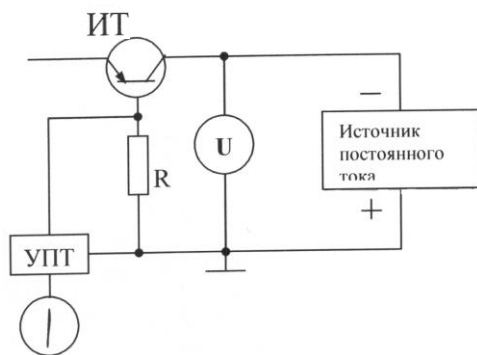 ИТ
U
R
−
Источник
постоянного
тока
+
УПТ